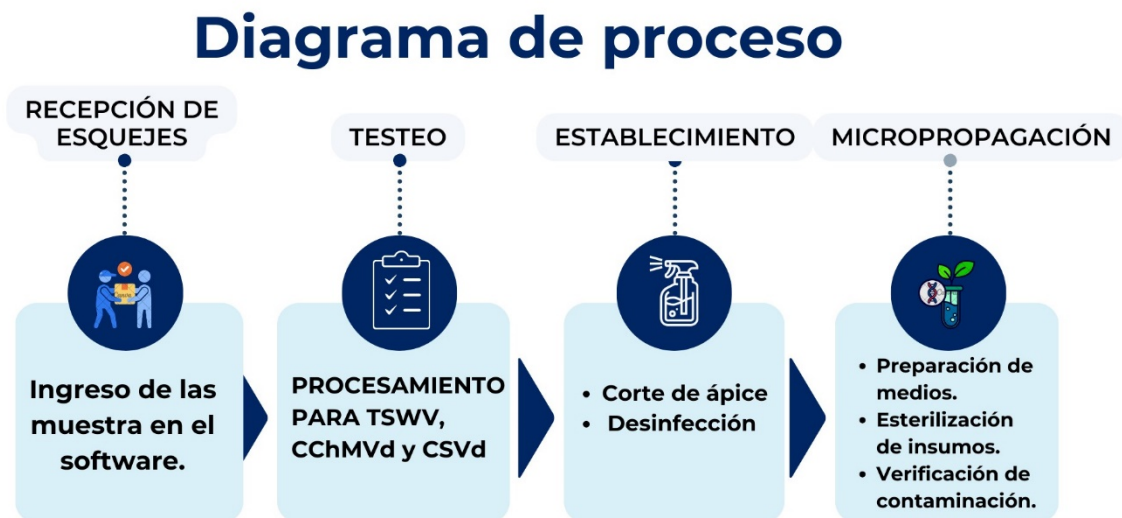 Diagrama de proceso
RECEPCIÓN DE
ESQUEJES
Ingreso de las
muestra en el
software.
TESTEO
PROCESAMIENTO
PARA TSWV,
CChMVd y CSVd
ESTABLECIMIENTO
• Corte de ápice
• Desinfección
MICROPROPAGACIÓN
• Preparación de
medios.
• Esterilización
de insumos.
• Verificación de
contaminación.